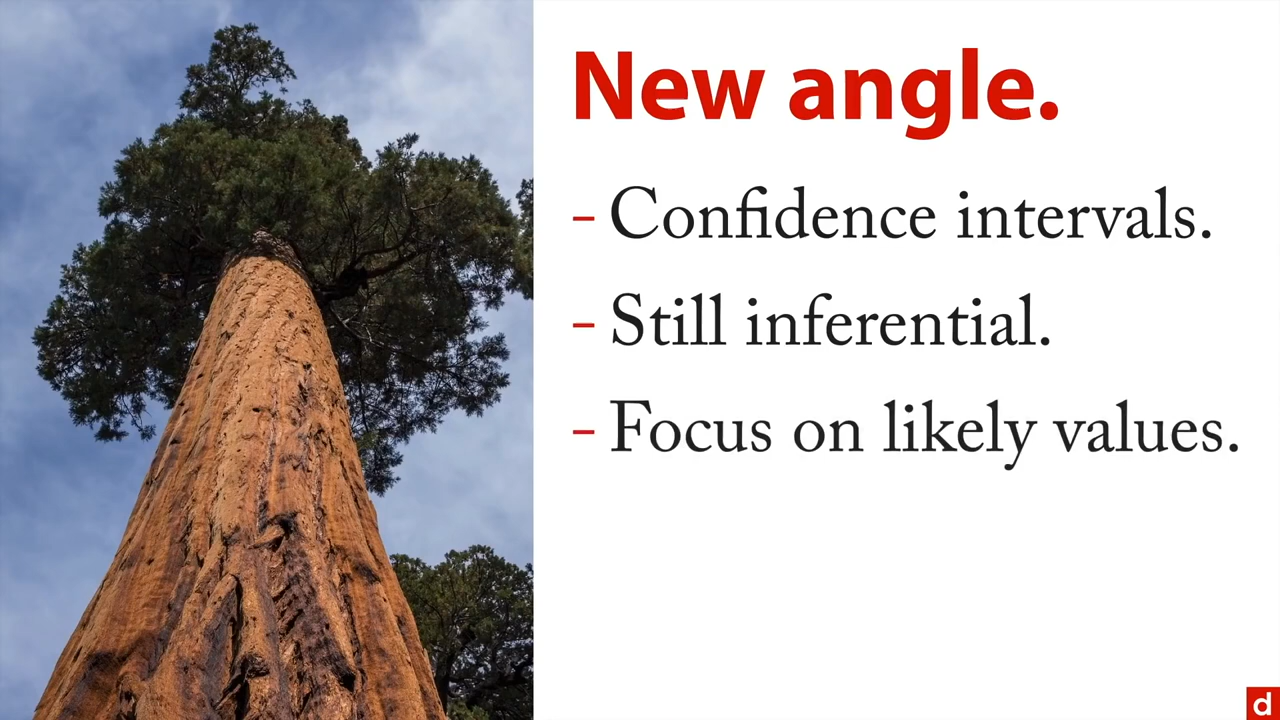 New angle.
- Confidence intervals.
- Still inferential.
- Focus on likely values.
d